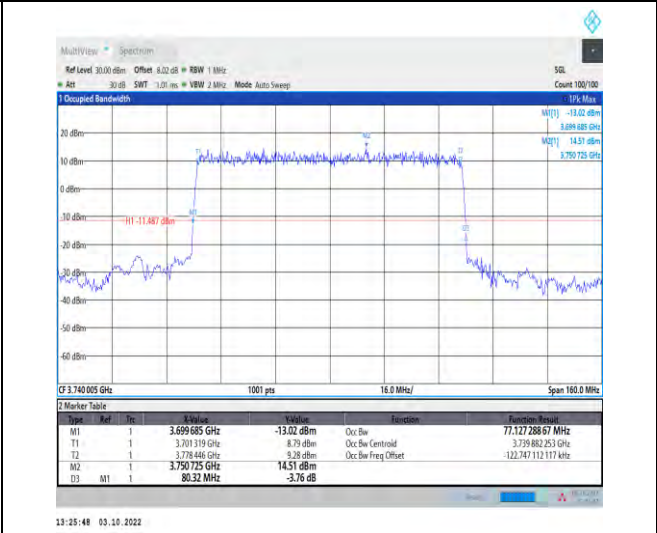 MultiView Spectrum
Ref Level 30.00 dBm Offset 8.02 dB RBW 1 MHz SGL
Att 30 dB SWT 1.01 ms VBW 2 MHz Mode Auto Sweep Count 100/100
1 Occupied Bandwidth 1Pk Max
M1[1] -13.02 dBm
3.699 685 GHz
M2[1] 14.51 dBm
3.750 725 GHz
20 dBm
10 dBm
0 dBm
-10 dBm
H1 -11.487 dBm
-20 dBm
-30 dBm
-40 dBm
-50 dBm
-60 dBm
T1
M2
T2
M1
D3
CF 3.740 005 GHz 1001 pts 16.0 MHz/ Span 160.0 MHz
2 Marker Table
Type Ref Trc X-Value Y-Value Function Function Result
M1 1 3.699 685 GHz -13.02 dBm Occ Bw 77.127 288 67 MHz
T1 1 3.701 319 GHz 8.79 dBm Occ Bw Centroid 3.739 882 253 GHz
T2 1 3.778 446 GHz 9.28 dBm Occ Bw Freq Offset -122.747 112 117 kHz
M2 1 3.750 725 GHz 14.51 dBm
D3 M1 1 80.32 MHz -3.76 dB
13:25:48 03.10.2022